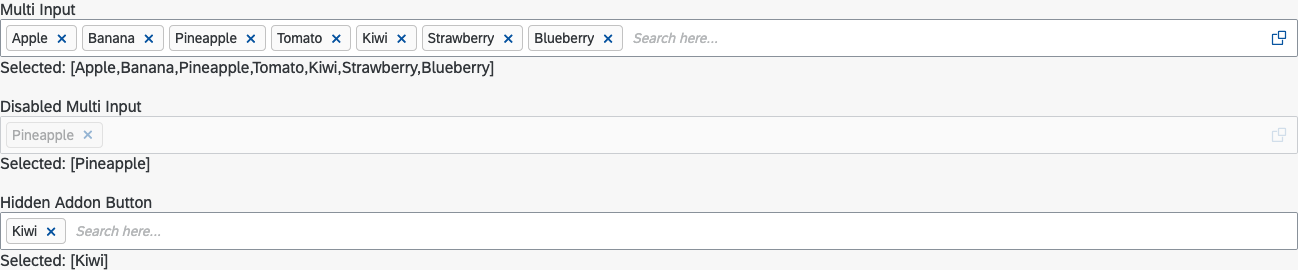 Multi Input
Apple Banana Pineapple Tomato Kiwi Strawberry Blueberry Search here...
Selected: [Apple,Banana,Pineapple,Tomato,Kiwi,Strawberry,Blueberry]
Disabled Multi Input
Pineapple
Selected: [Pineapple]
Hidden Addon Button
Kiwi Search here...
Selected: [Kiwi]